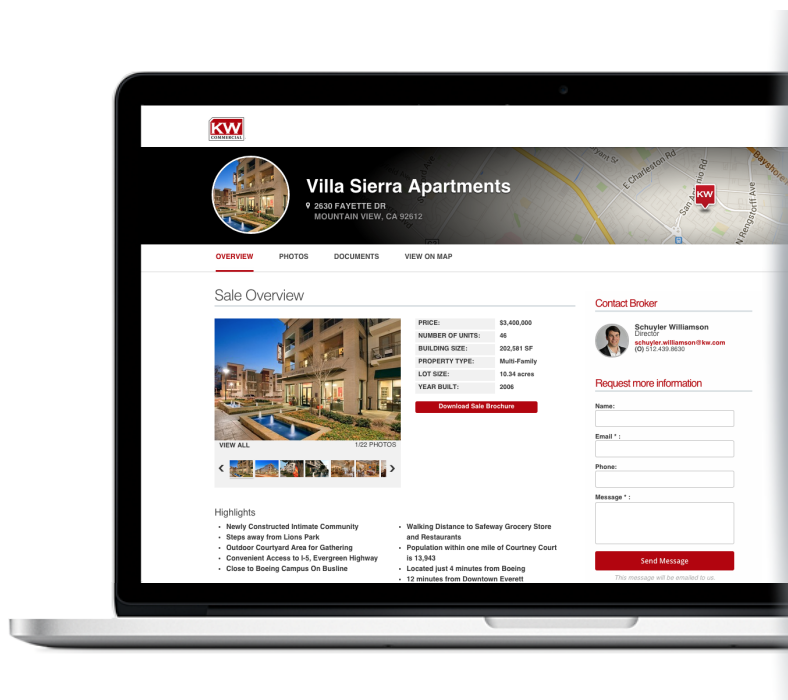 KW
COMMERCIAL
Villa Sierra Apartments
2630 FAYETTE DR
MOUNTAIN VIEW, CA 92612
E Charleston Rd
San Antonio Rd
KW
Bayshore
N Rengstorff Ave
OVERVIEW PHOTOS DOCUMENTS VIEW ON MAP
Sale Overview
PRICE: $3,400,000
NUMBER OF UNITS: 46
BUILDING SIZE: 202,581 SF
PROPERTY TYPE: Multi-Family
LOT SIZE: 10.34 acres
YEAR BUILT: 2006
Download Sale Brochure
VIEW ALL 1/22 PHOTOS
Highlights
• Newly Constructed Intimate Community
• Steps away from Lions Park
• Outdoor Courtyard Area for Gathering
• Convenient Access to I-5, Evergreen Highway
• Close to Boeing Campus On Busline
• Walking Distance to Safeway Grocery Store
and Restaurants
• Population within one mile of Courtney Court
is 13,943
• Located just 4 minutes from Boeing
• 12 minutes from Downtown Everett
Contact Broker
Schuyler Williamson
Director
schuyler.williamson@kw.com
(O) 512.439.8630
Request more information
Name:
Email * :
Phone:
Message * :
Send Message
This message will be emailed to us.